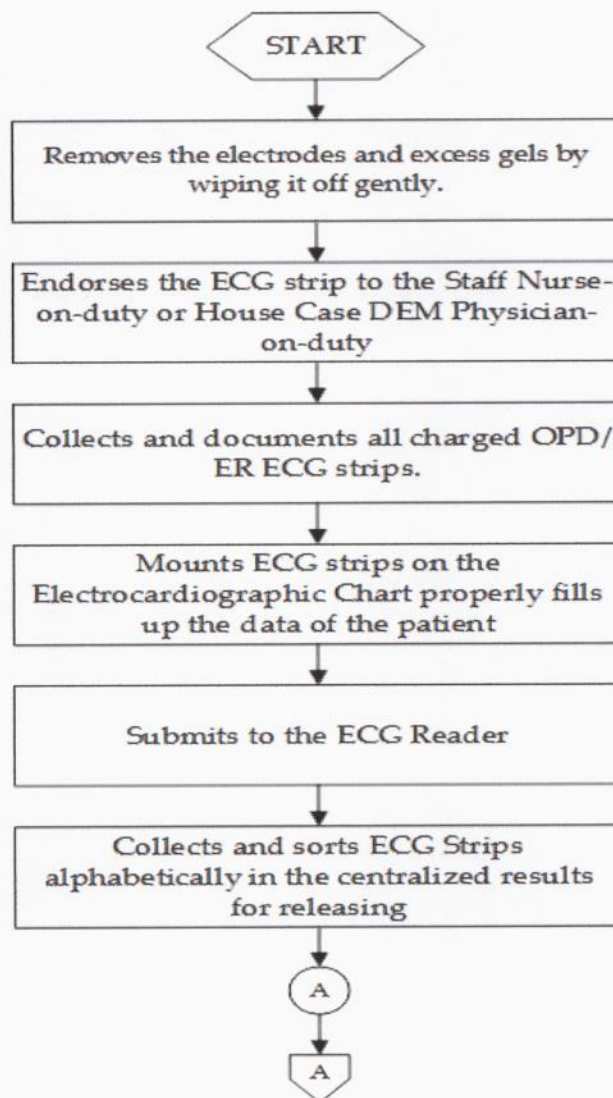 START
Removes the electrodes and excess gels by
wiping it off gently.
Endorses the ECG strip to the Staff Nurse-
on-duty or House Case DEM Physician-
on-duty
Collects and documents all charged OPD/
ER ECG strips.
Mounts ECG strips on the
Electrocardiographic Chart properly fills
up the data of the patient
Submits to the ECG Reader
Collects and sorts ECG Strips
alphabetically in the centralized results
for releasing
A
A